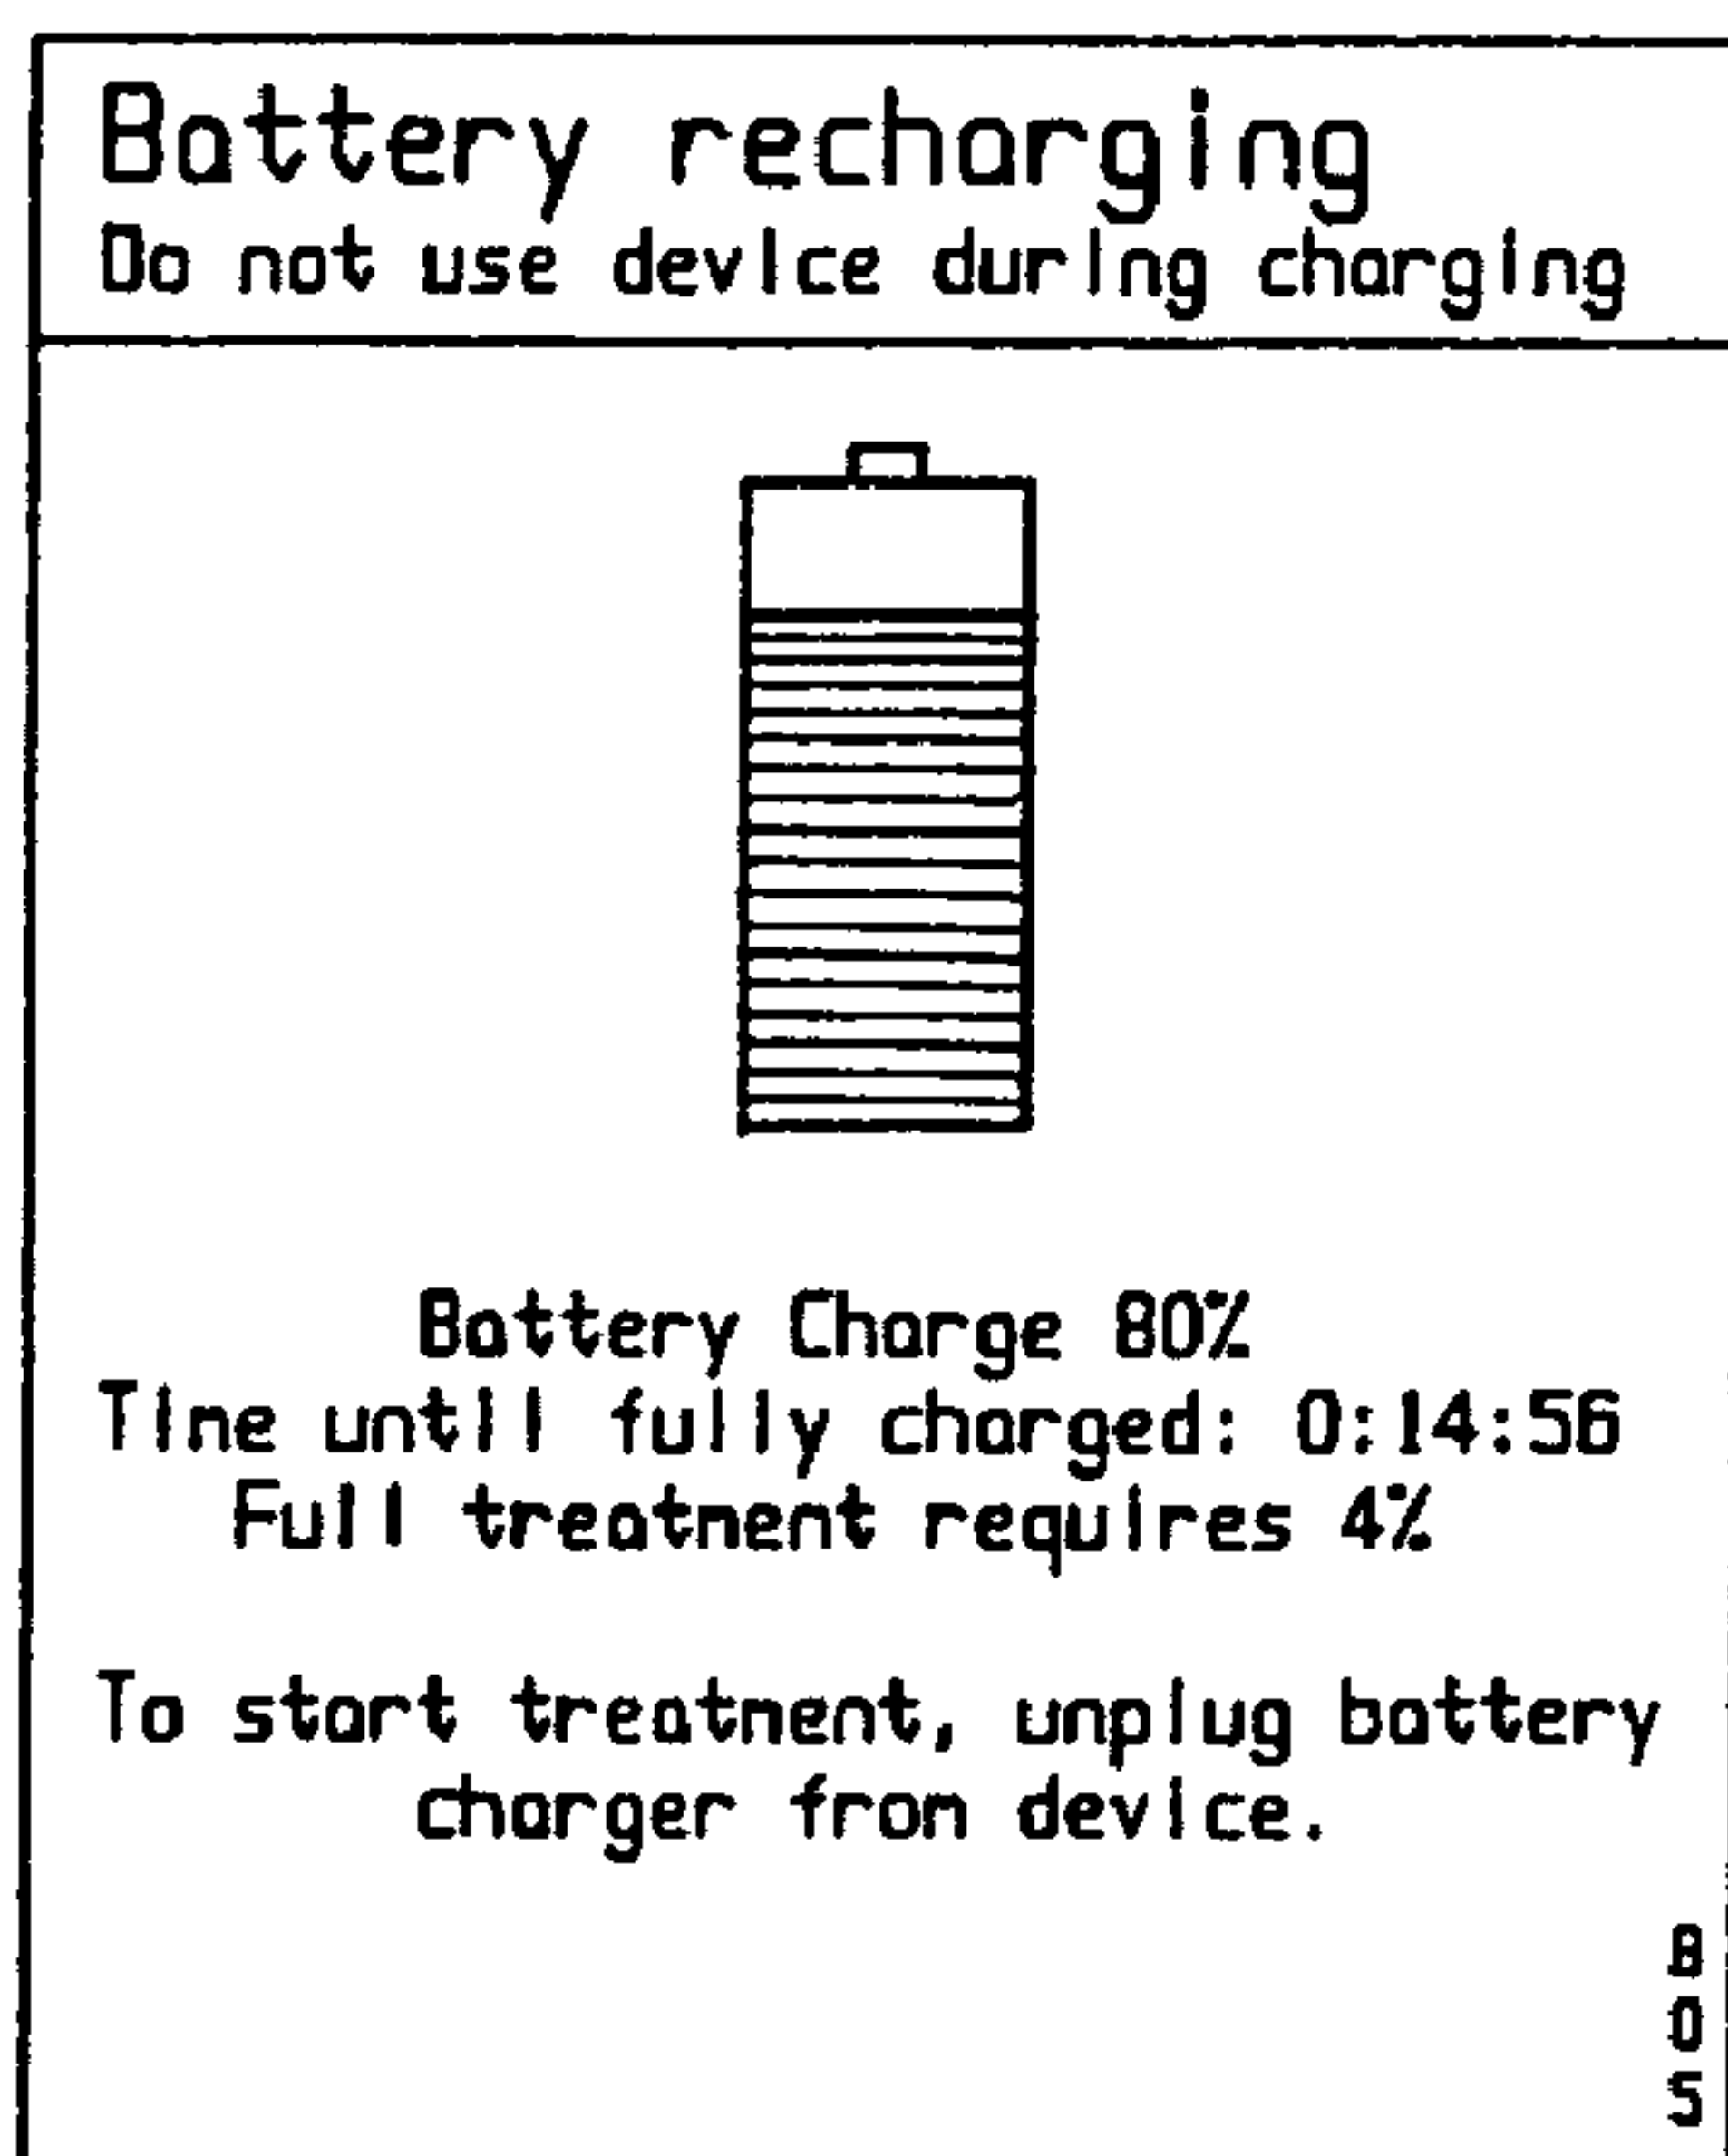 Battery recharging
Do not use device during charging
Battery Charge 80%
Time until fully charged: 0:14:56
Full treatment requires 4%
To start treatment, unplug battery
charger from device.
B
0
5